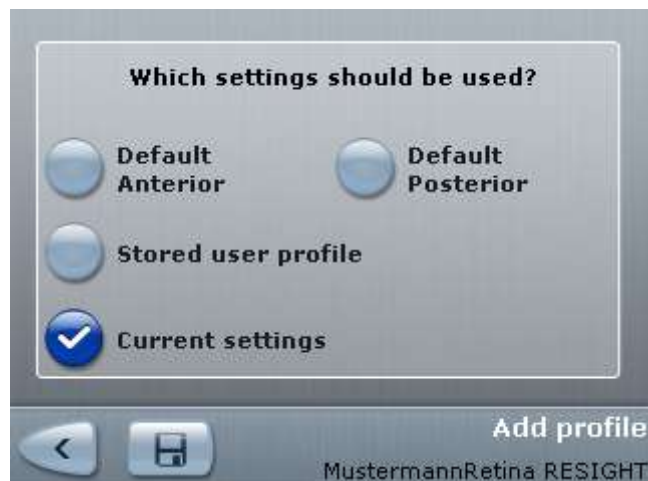 Which settings should be used?
Default Default
Anterior Posterior
Stored user profile
Current settings
Add profile
MustermannRetina RESIGHT